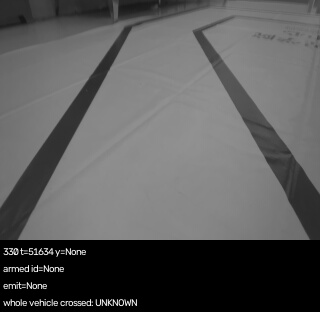 330 t=51634 y=None
armed id=None
emit=None
whole vehicle crossed: UNKNOWN